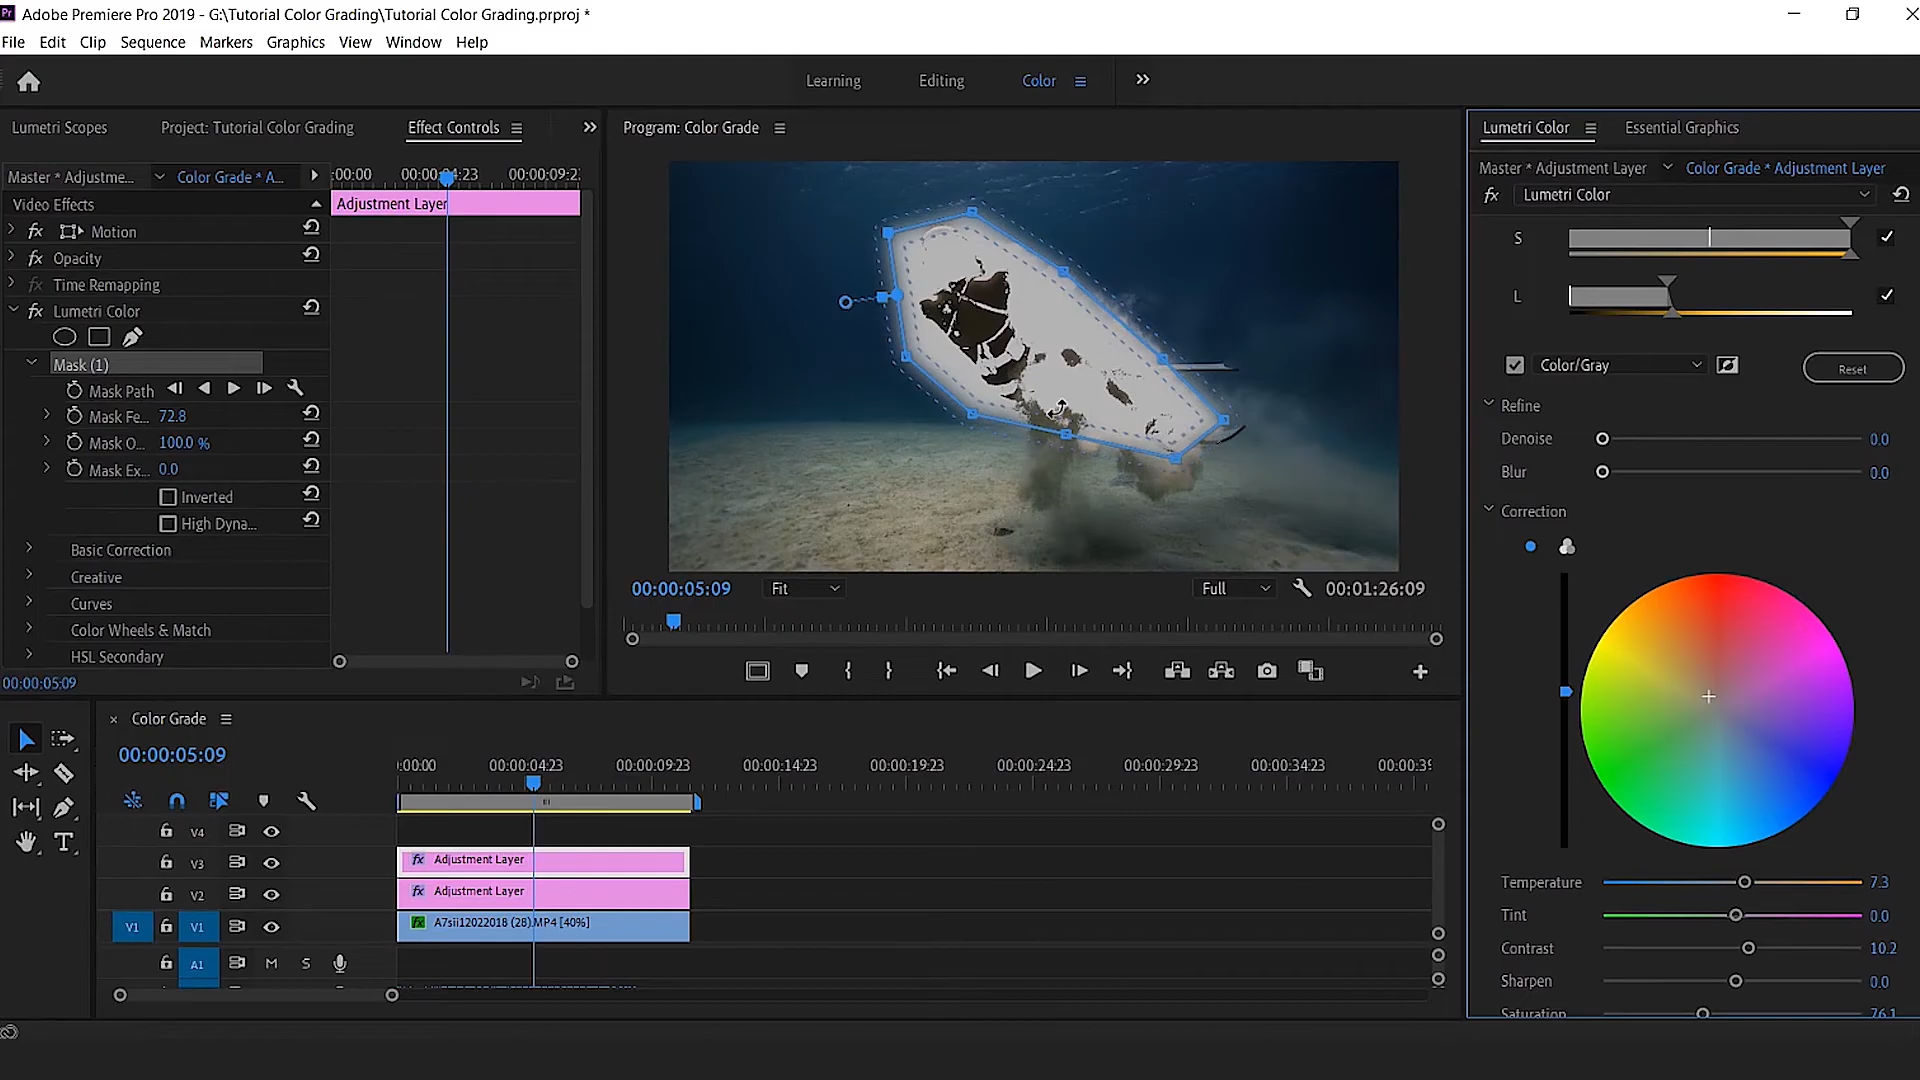 Pr Adobe Premiere Pro 2019 - G:\Tutorial Color Grading\Tutorial Color Grading.prproj *
File Edit Clip Sequence Markers Graphics View Window Help
Learning Editing Color
Lumetri Scopes Project: Tutorial Color Grading Effect Controls
Master * Adjustme... Color Grade * A...
:00:00 00:00:04:23 00:00:09:2
Video Effects
Adjustment Layer
fx Motion
fx Opacity
fx Time Remapping
fx Lumetri Color
Mask (1)
Mask Path
Mask Fe... 72.8
Mask O... 100.0 %
Mask Ex... 0.0
Inverted
High Dyna...
Basic Correction
Creative
Curves
Color Wheels & Match
HSL Secondary
00:00:05:09
Program: Color Grade
00:00:05:09 Fit Full 00:01:26:09
Lumetri Color Essential Graphics
Master * Adjustment Layer Color Grade * Adjustment Layer
fx Lumetri Color
S
L
Color/Gray Reset
Refine
Denoise 0.0
Blur 0.0
Correction
Temperature 7.3
Tint 0.0
Contrast 10.2
Sharpen 0.0
Saturation 76.1
× Color Grade
00:00:05:09
:00:00 00:00:04:23 00:00:09:23 00:00:14:23 00:00:19:23 00:00:24:23 00:00:29:23 00:00:34:23 00:00:39
V4
V3 fx Adjustment Layer
V2 fx Adjustment Layer
V1 V1 fx A7sii12022018 (28).MP4 [40%]
A1 M S